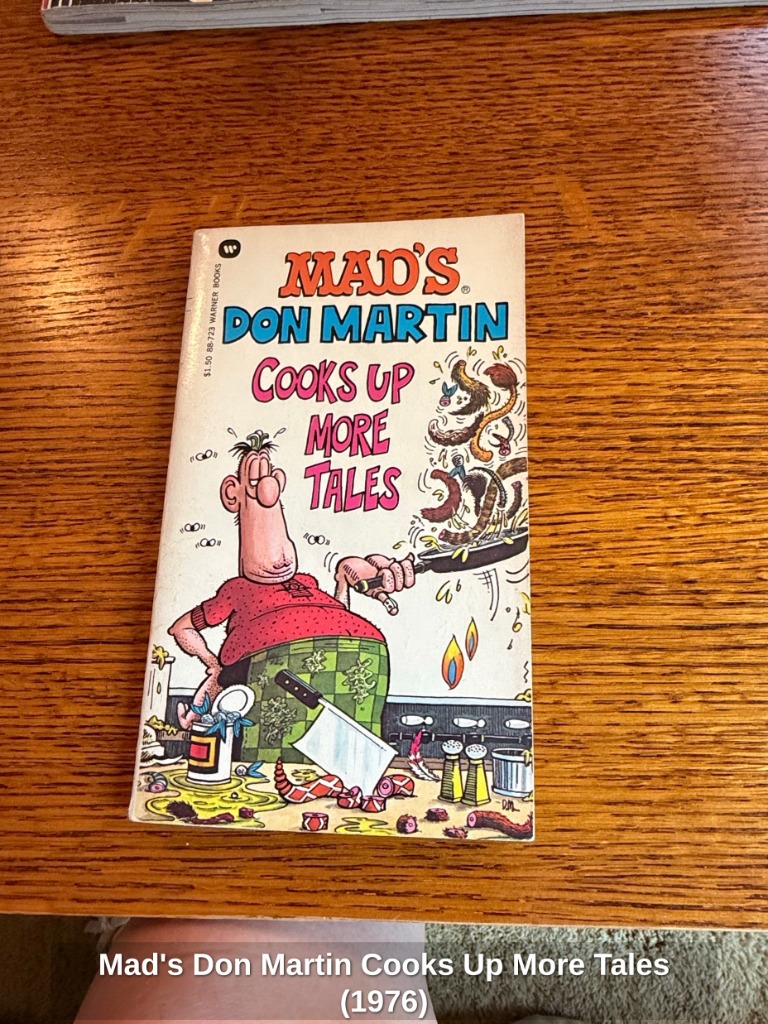 W
$1.50 88-723 WARNER BOOKS
MAD'S®
DON MARTIN
COOKS UP
MORE
TALES
D.M.
Mad's Don Martin Cooks Up More Tales
(1976)